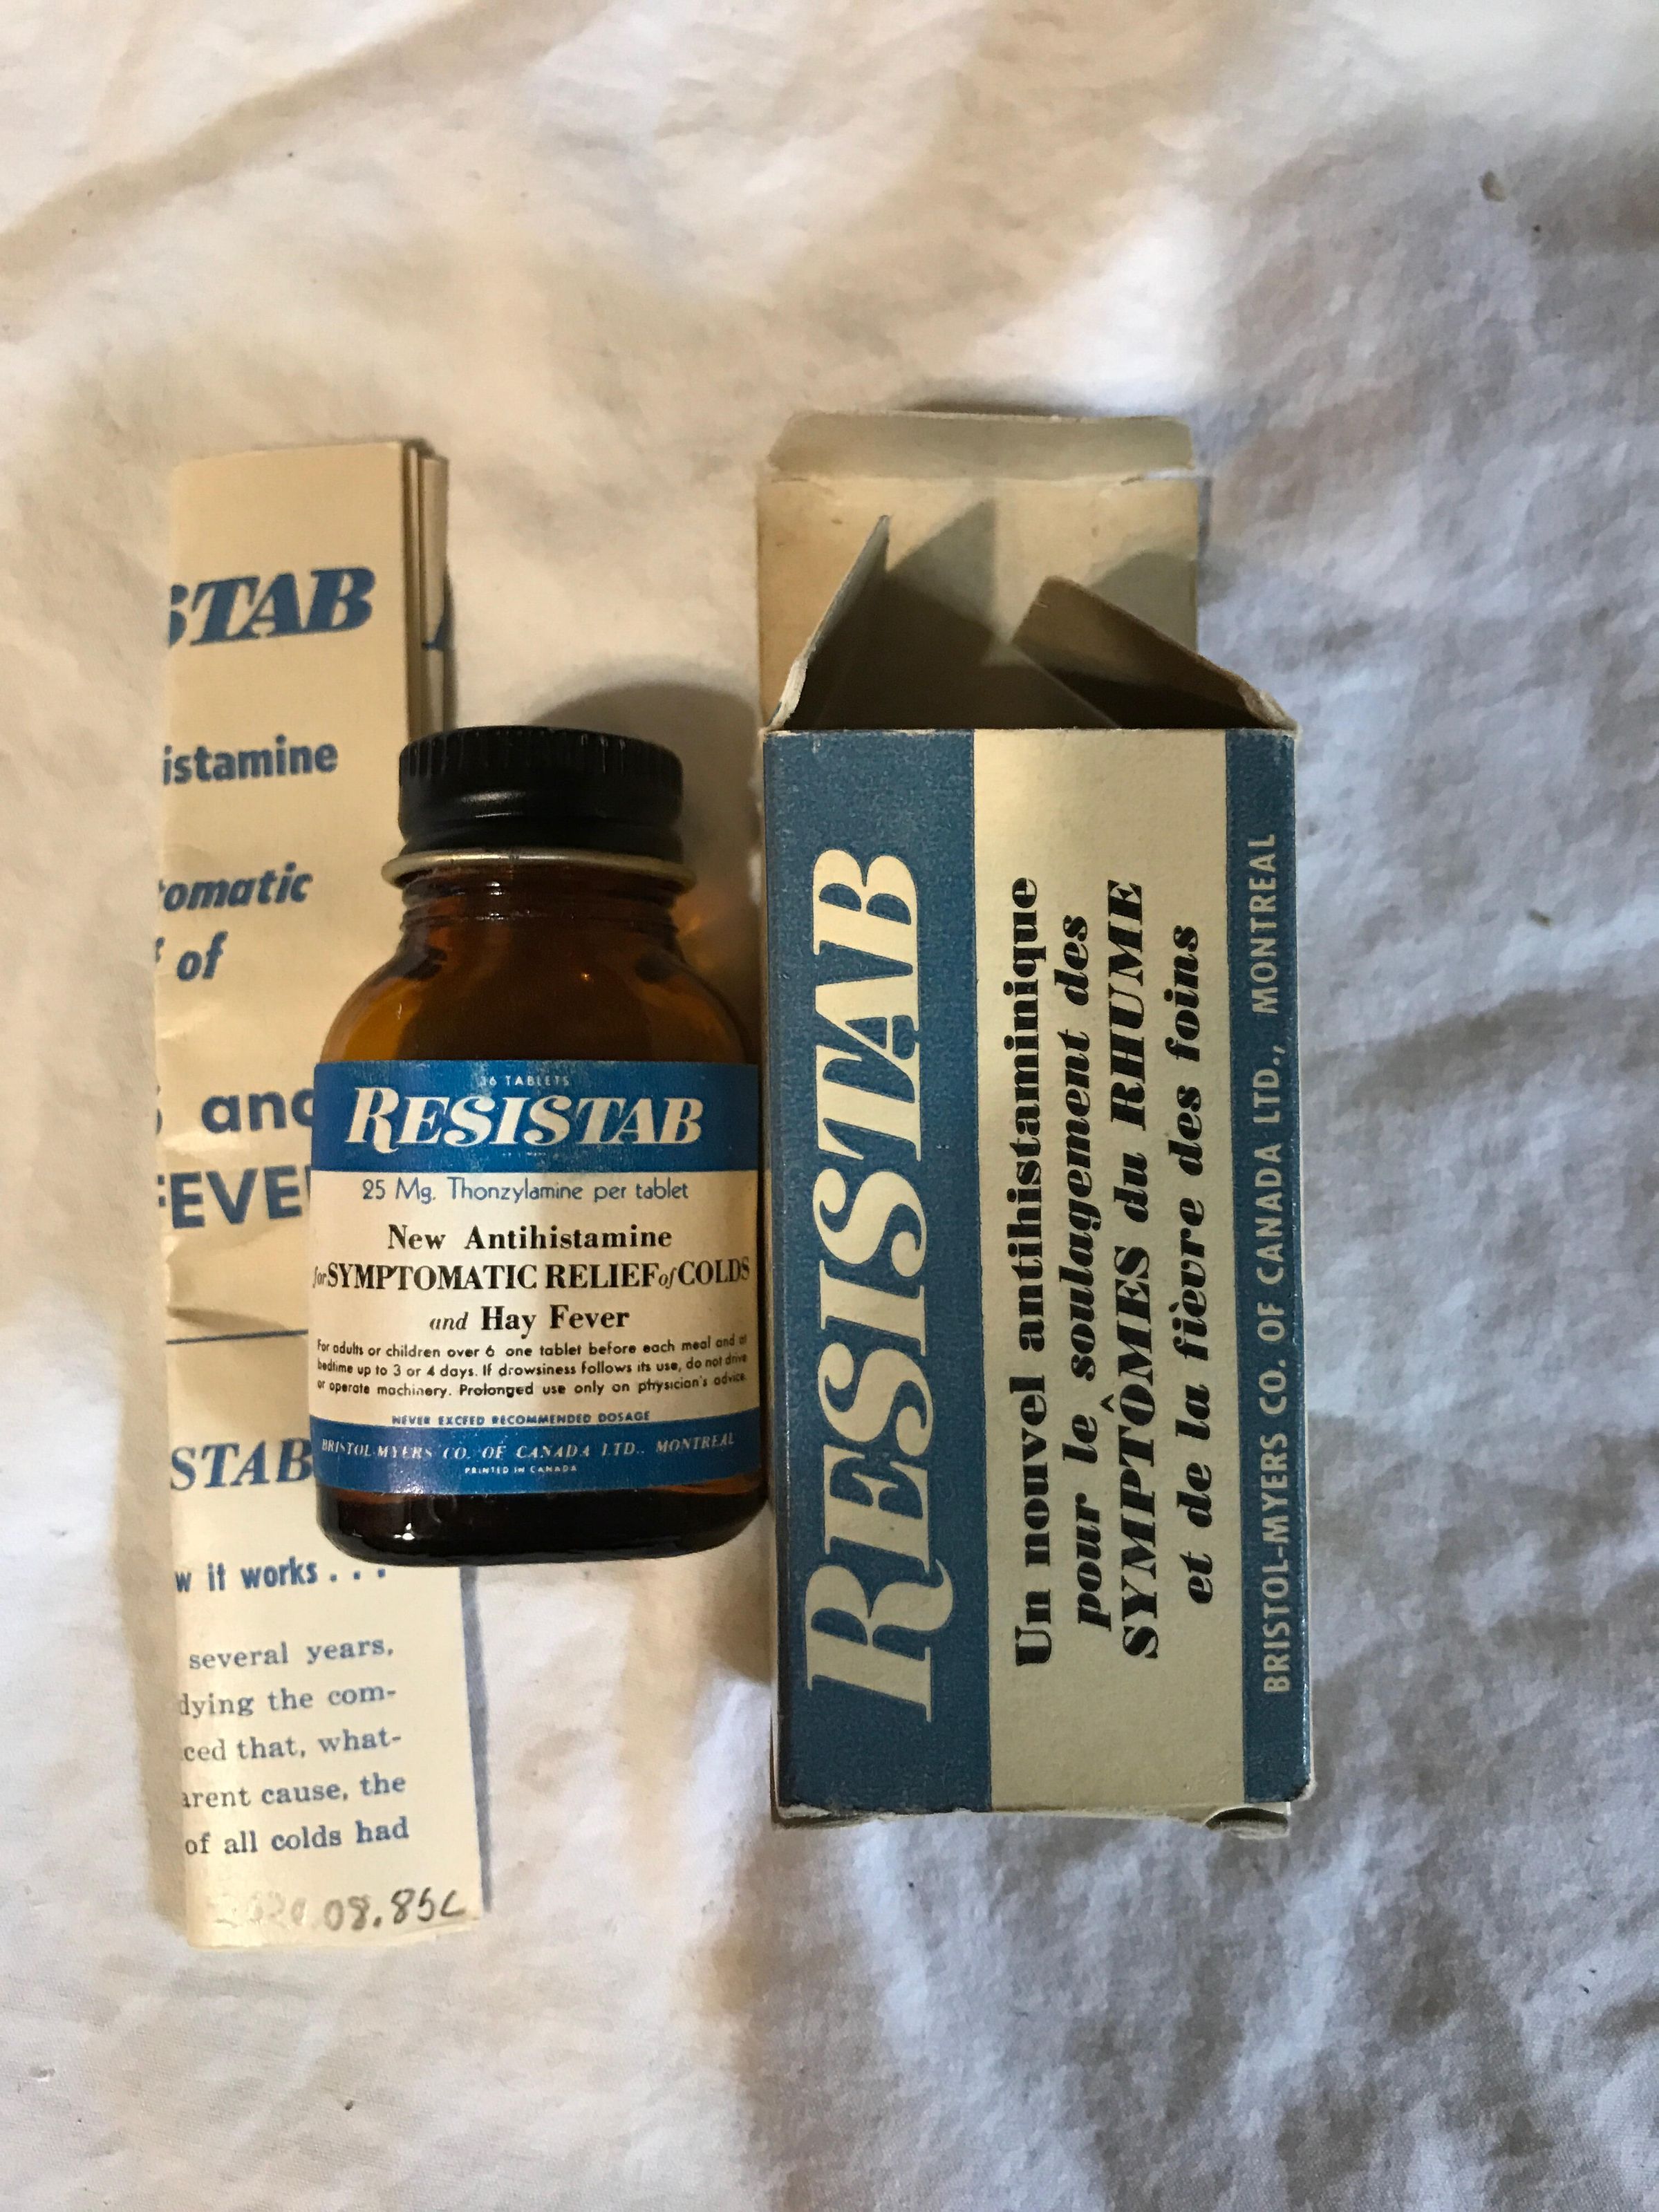 STAB
istamine
omatic
of
and
FEVE
STAB
w it works . . .
several years,
dying the com-
ced that, what-
arent cause, the
of all colds had
08.85c
36 TABLETS
RESISTAB
25 Mg. Thonzylamine per tablet
New Antihistamine
for SYMPTOMATIC RELIEF of COLDS
and Hay Fever
For adults or children over 6 one tablet before each meal and at
bedtime up to 3 or 4 days. If drowsiness follows its use, do not drive
or operate machinery. Prolonged use only on physician's advice.
NEVER EXCEED RECOMMENDED DOSAGE
BRISTOL-MYERS CO. OF CANADA LTD., MONTREAL
PRINTED IN CANADA
RESISTAB
Un nouvel antihistaminique
pour le soulagement des
SYMPTÔMES du RHUME
et de la fièvre des foins
BRISTOL-MYERS CO. OF CANADA LTD., MONTREAL